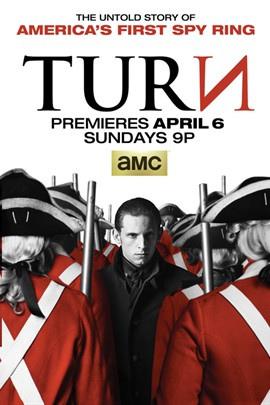 THE UNTOLD STORY OF
AMERICA'S FIRST SPY RING
TURN
PREMIERES APRIL 6
SUNDAYS 9P
aMC